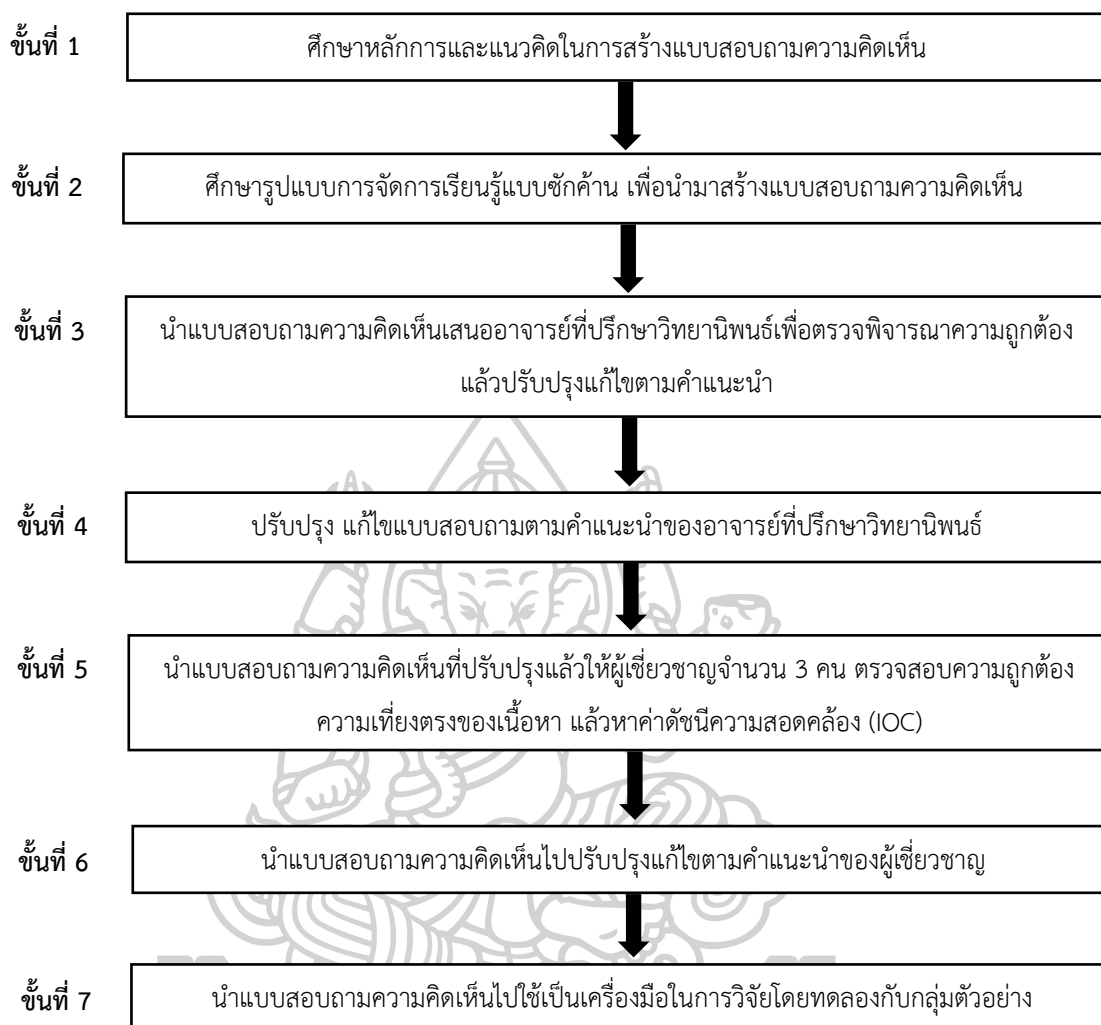 ขั้นที่ 1
ศึกษาหลักการและแนวคิดในการสร้างแบบสอบถามความคิดเห็น
ขั้นที่ 2
ศึกษารูปแบบการจัดการเรียนรู้แบบซักค้าน เพื่อนำมาสร้างแบบสอบถามความคิดเห็น
ขั้นที่ 3
นำแบบสอบถามความคิดเห็นเสนออาจารย์ที่ปรึกษาวิทยานิพนธ์เพื่อตรวจพิจารณาความถูกต้อง
แล้วปรับปรุงแก้ไขตามคำแนะนำ
ขั้นที่ 4
ปรับปรุง แก้ไขแบบสอบถามตามคำแนะนำของอาจารย์ที่ปรึกษาวิทยานิพนธ์
ขั้นที่ 5
นำแบบสอบถามความคิดเห็นที่ปรับปรุงแล้วให้ผู้เชี่ยวชาญจำนวน 3 คน ตรวจสอบความถูกต้อง
ความเที่ยงตรงของเนื้อหา แล้วหาค่าดัชนีความสอดคล้อง (IOC)
ขั้นที่ 6
นำแบบสอบถามความคิดเห็นไปปรับปรุงแก้ไขตามคำแนะนำของผู้เชี่ยวชาญ
ขั้นที่ 7
นำแบบสอบถามความคิดเห็นไปใช้เป็นเครื่องมือในการวิจัยโดยทดลองกับกลุ่มตัวอย่าง